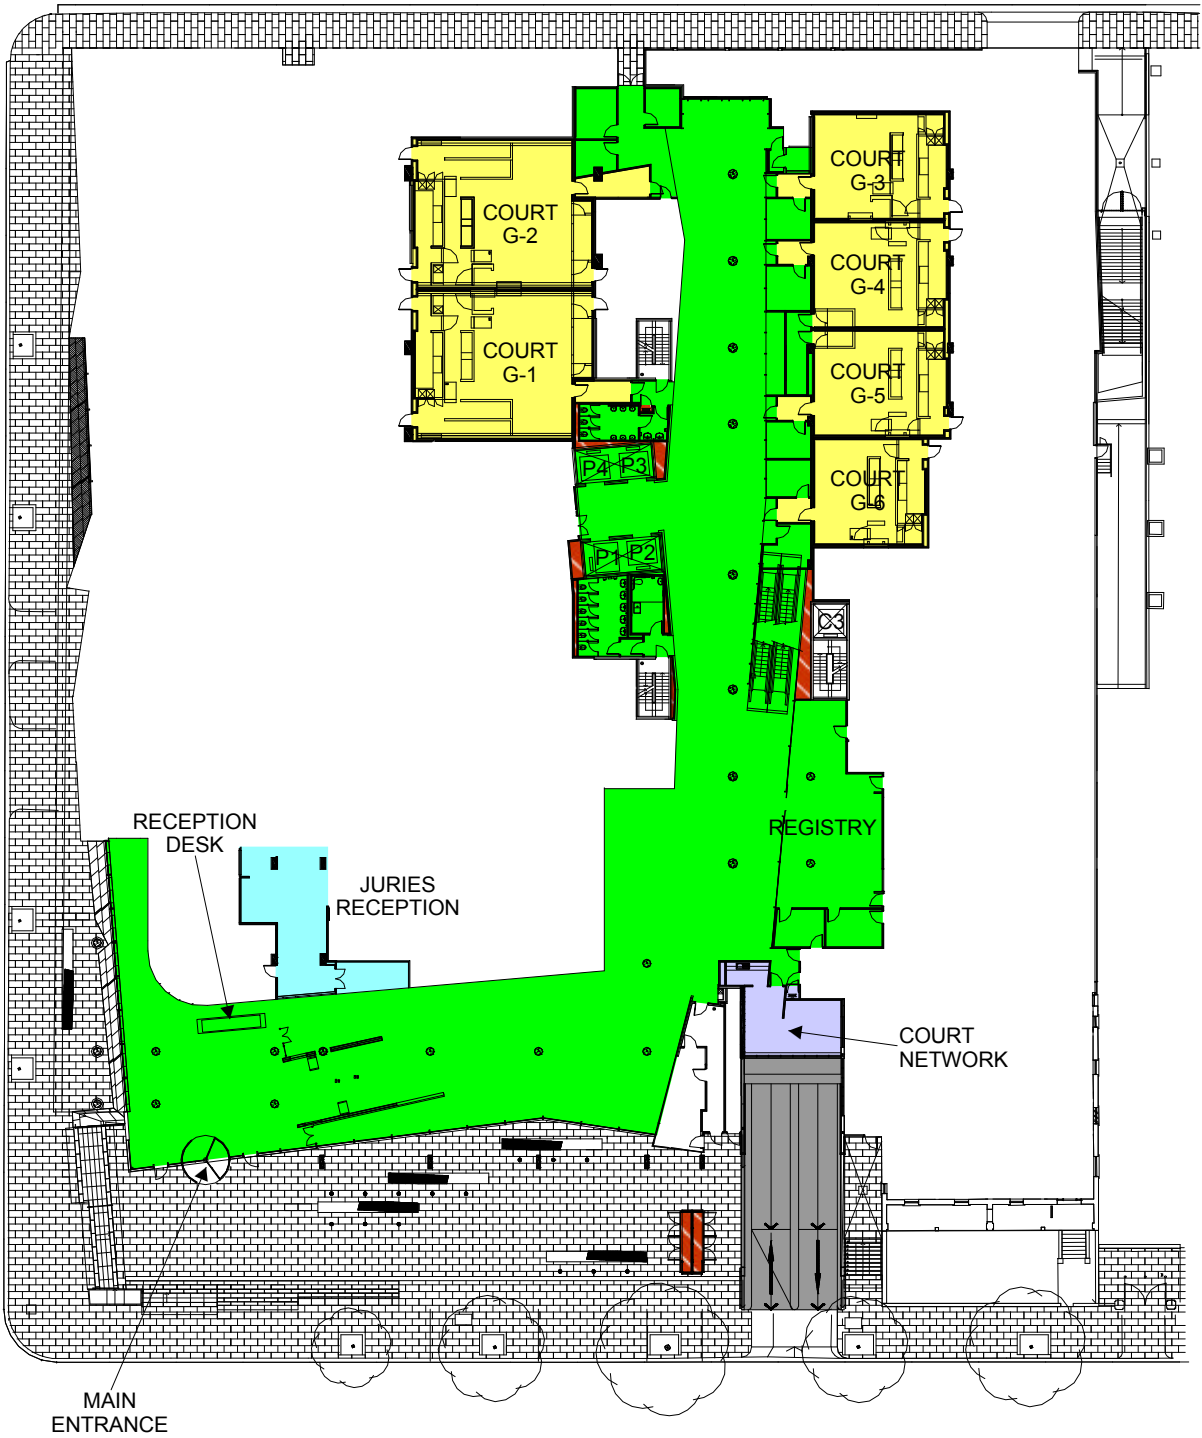 COURT
G-3
COURT
G-2
COURT
G-4
COURT
G-1
COURT
G-5
P4
P3
COURT
G-6
P1
P2
C3
RECEPTION
DESK
REGISTRY
JURIES
RECEPTION
COURT
NETWORK
MAIN
ENTRANCE